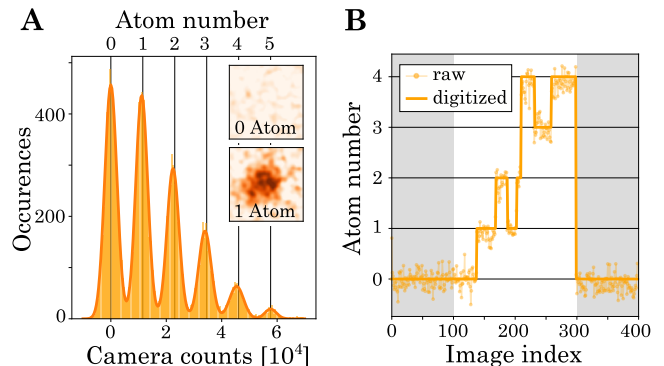 A
Atom number
0 1 2 3 4 5
400
200
0
Occurences
0 Atom
1 Atom
0 2 4 6
Camera counts [10⁴]
B
raw
digitized
4
3
2
1
0
Atom number
0 100 200 300 400
Image index